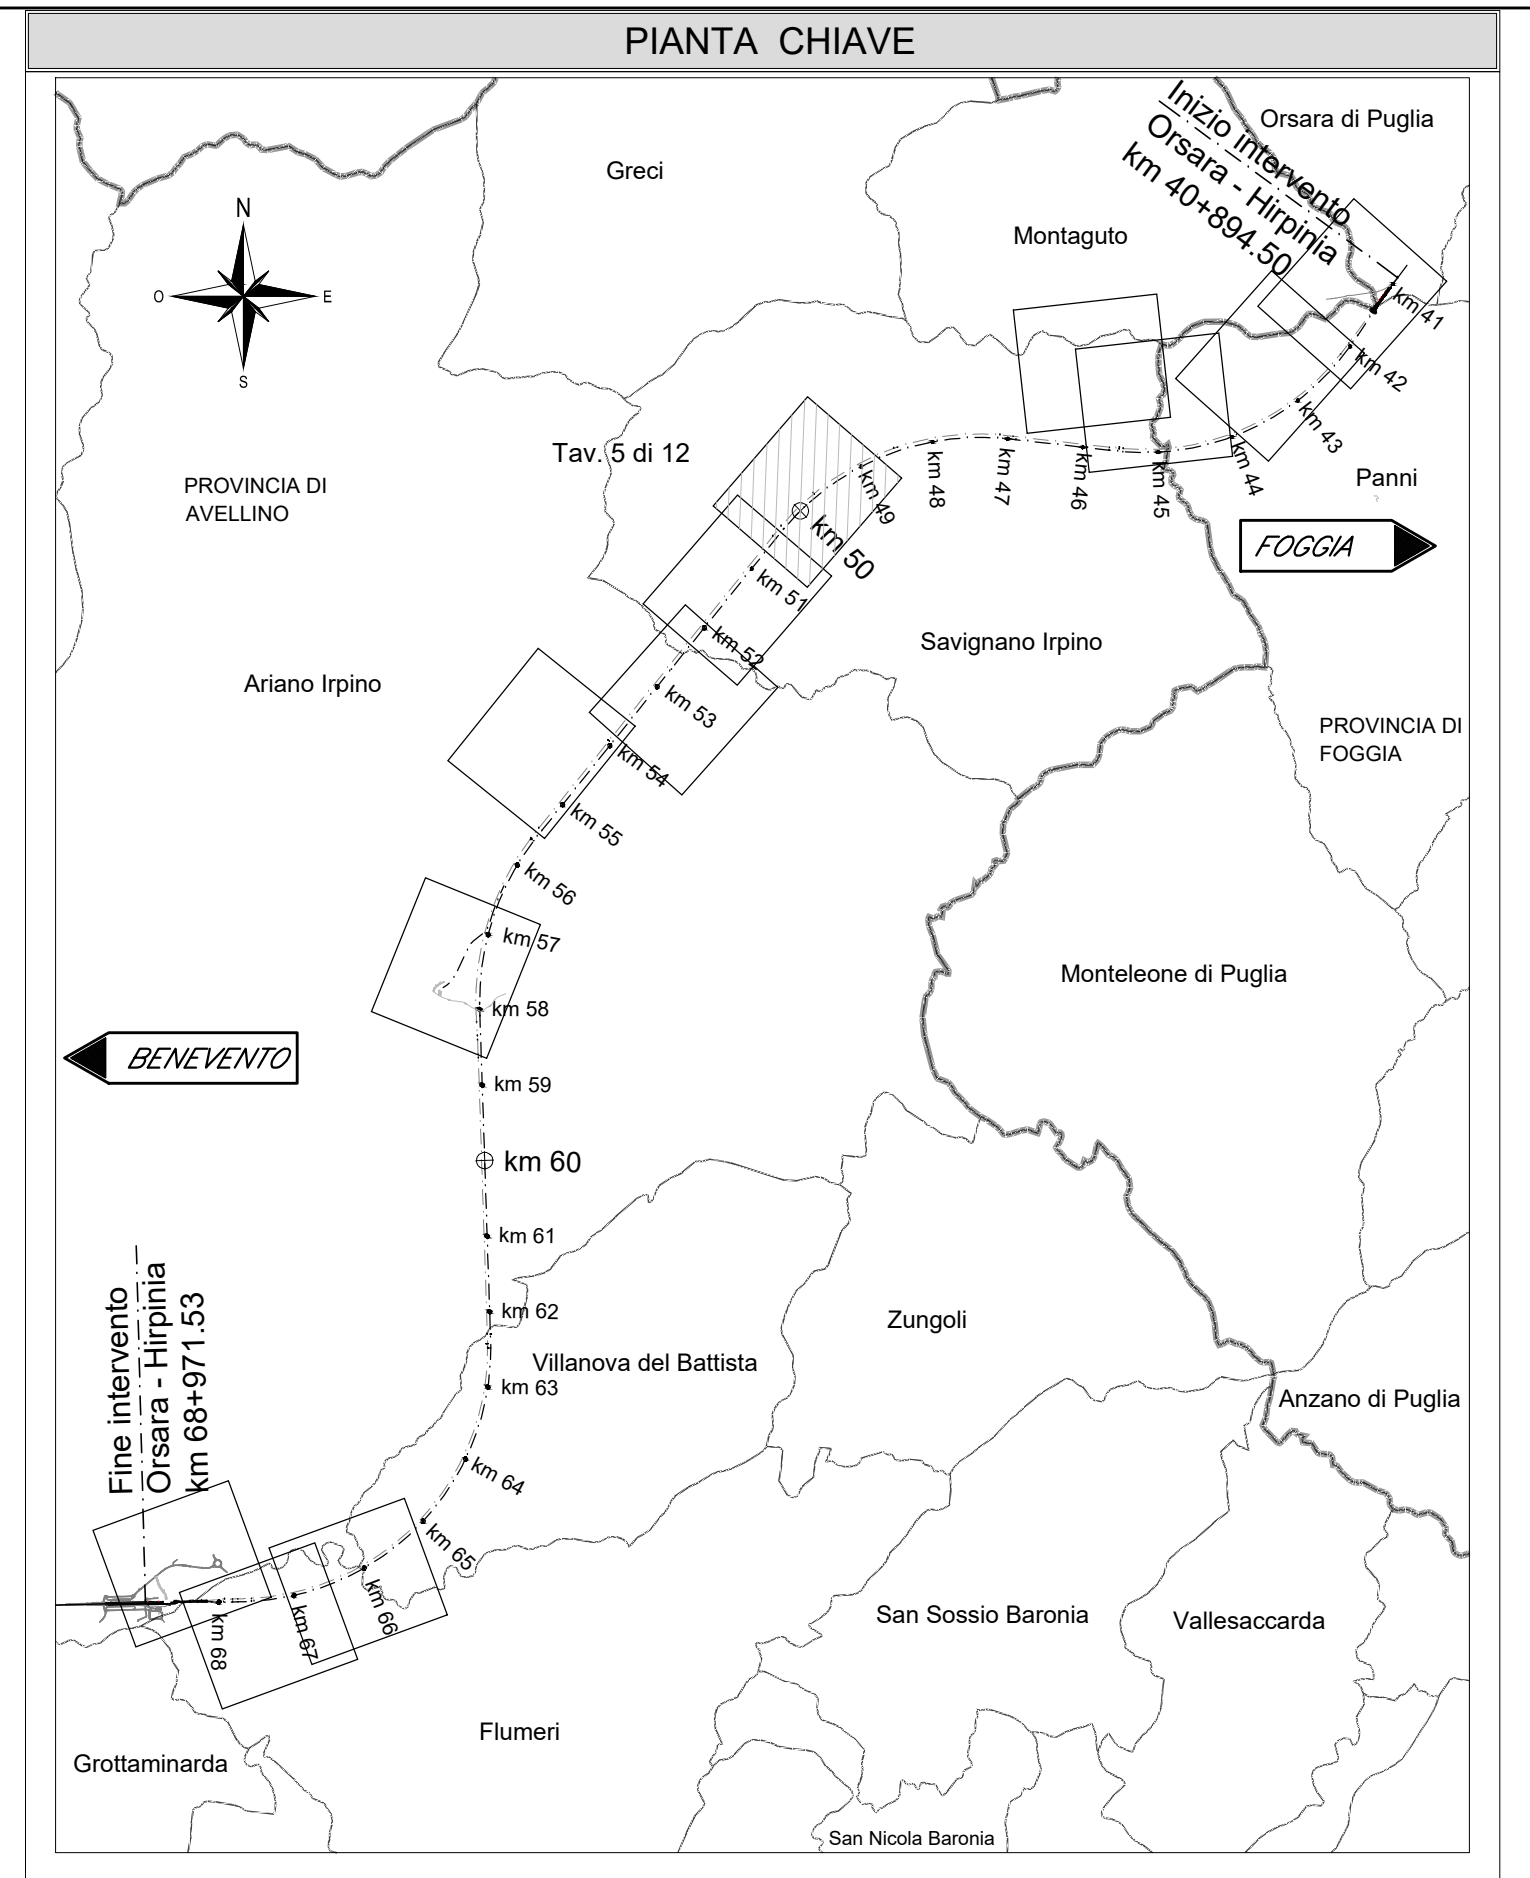 PIANTA CHIAVE
Inizio intervento
Orsara - Hirpinia
km 40+894.50
Orsara di Puglia
Greci
Montaguto
N
O
E
S
km 41
km 42
km 43
km 44
km 45
km 46
km 47
km 48
km 49
km 50
Tav. 5 di 12
Panni
PROVINCIA DI
AVELLINO
FOGGIA
km 51
km 52
km 53
km 54
km 55
km 56
km 57
km 58
km 59
km 60
km 61
km 62
km 63
km 64
km 65
km 66
km 67
km 68
Savignano Irpino
Ariano Irpino
PROVINCIA DI
FOGGIA
Monteleone di Puglia
BENEVENTO
Fine intervento
Orsara - Hirpinia
km 68+971.53
Zungoli
Villanova del Battista
Anzano di Puglia
San Sossio Baronia
Vallesaccarda
Flumeri
Grottaminarda
San Nicola Baronia